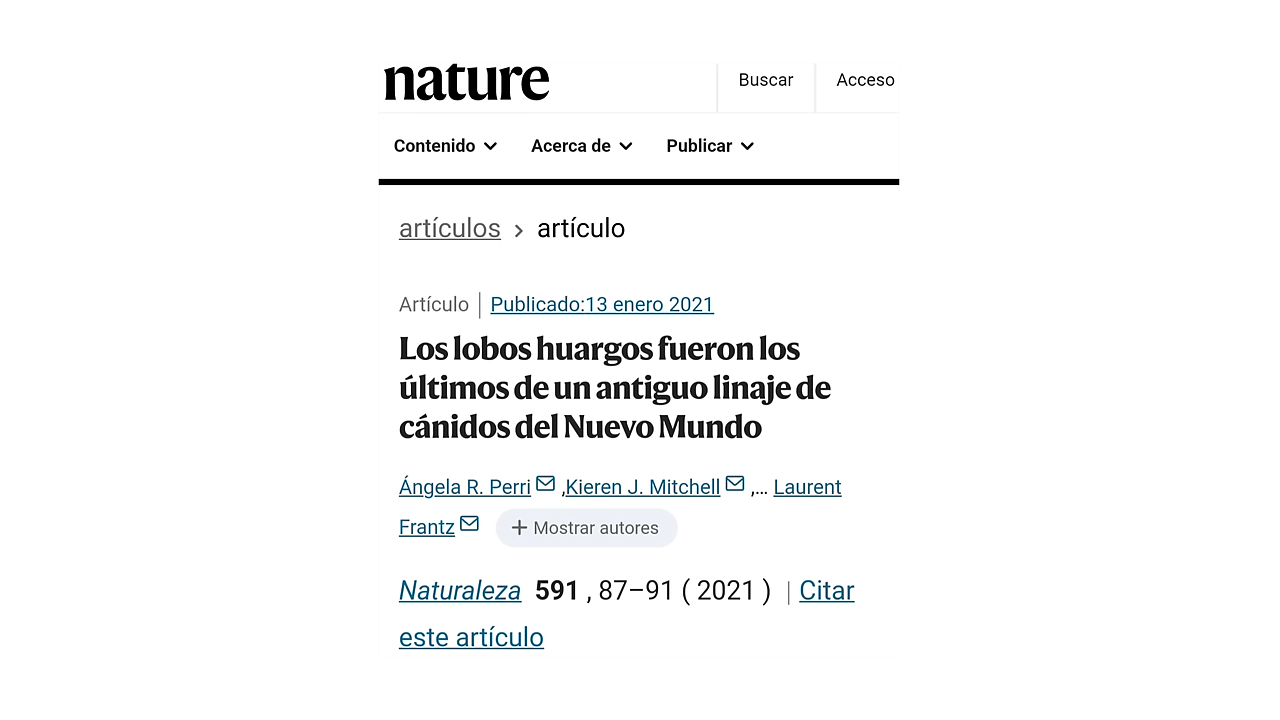 nature
Buscar
Acceso
Contenido
Acerca de
Publicar
artículos > artículo
Artículo | Publicado:13 enero 2021
Los lobos huargos fueron los
últimos de un antiguo linaje de
cánidos del Nuevo Mundo
Ángela R. Perri ,Kieren J. Mitchell ,... Laurent
Frantz + Mostrar autores
Naturaleza 591 , 87–91 ( 2021 ) | Citar
este artículo